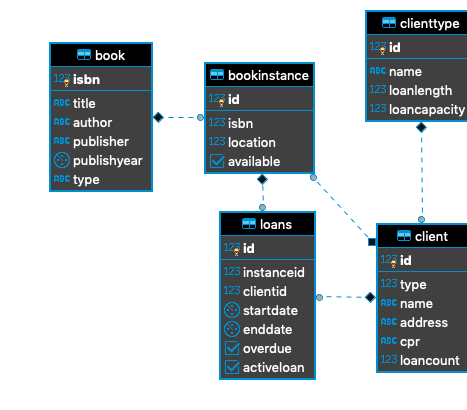 book
123 isbn
ABC title
ABC author
ABC publisher
publishyear
ABC type
bookinstance
123 id
123 isbn
123 location
available
clienttype
123 id
ABC name
123 loanlength
123 loancapacity
loans
123 id
123 instanceid
123 clientid
startdate
enddate
overdue
activeloan
client
123 id
123 type
ABC name
ABC address
ABC cpr
123 loancount